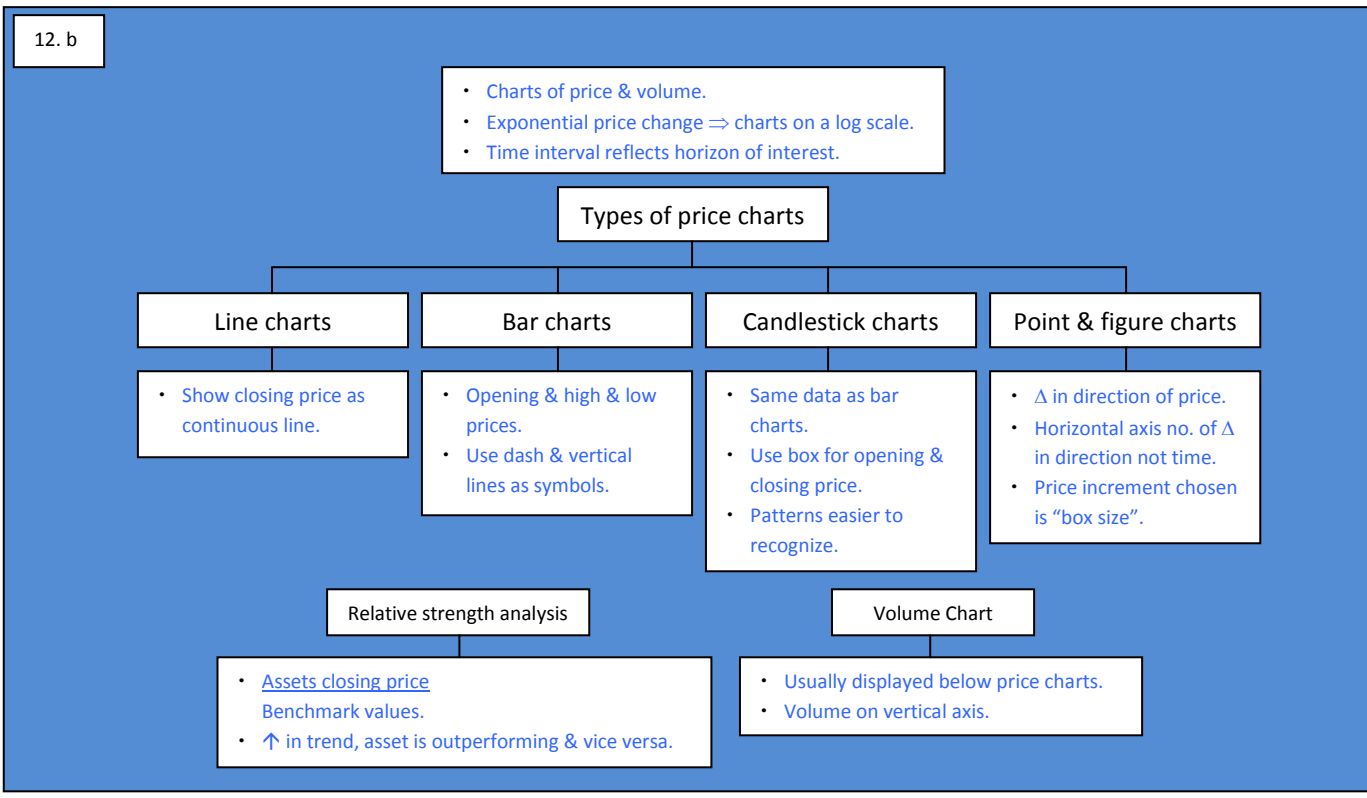 12. b
• Charts of price & volume.
• Exponential price change ⇒ charts on a log scale.
• Time interval reflects horizon of interest.
Types of price charts
Line charts
• Show closing price as
continuous line.
Bar charts
• Opening & high & low
prices.
• Use dash & vertical
lines as symbols.
Candlestick charts
• Same data as bar
charts.
• Use box for opening &
closing price.
• Patterns easier to
recognize.
Point & figure charts
• Δ in direction of price.
• Horizontal axis no. of Δ
in direction not time.
• Price increment chosen
is “box size”.
Relative strength analysis
• Assets closing price
Benchmark values.
• ↑ in trend, asset is outperforming & vice versa.
Volume Chart
• Usually displayed below price charts.
• Volume on vertical axis.